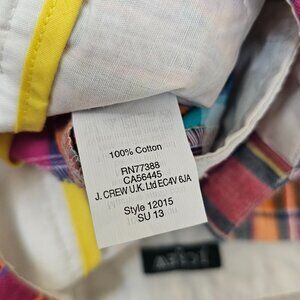 100% Cotton
RN77388
CA56445
J. CREW U.K. Ltd EC4V 6JA
Style 12015
SU 13